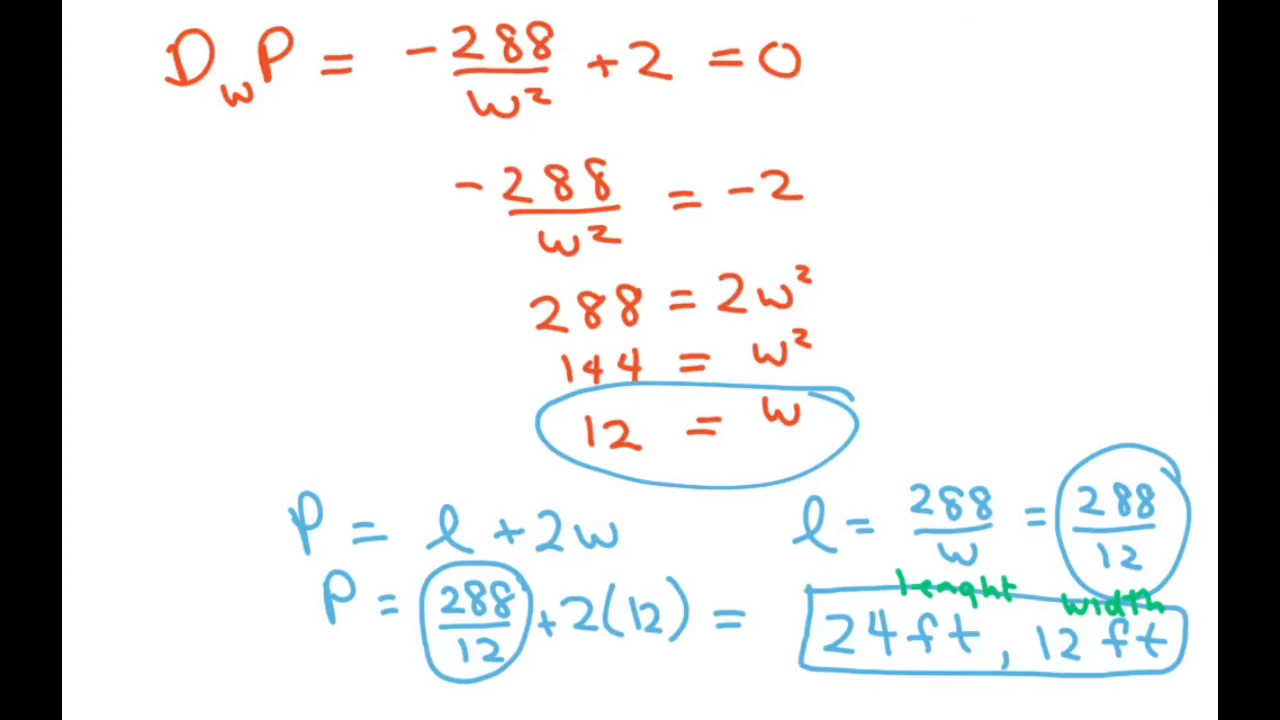 D_w P = -288/w² + 2 = 0
-288/w² = -2
288 = 2w²
144 = w²
12 = w
P = l + 2w
l = 288/w = 288/12
P = 288/12 + 2(12) =
lenght width
24ft, 12ft